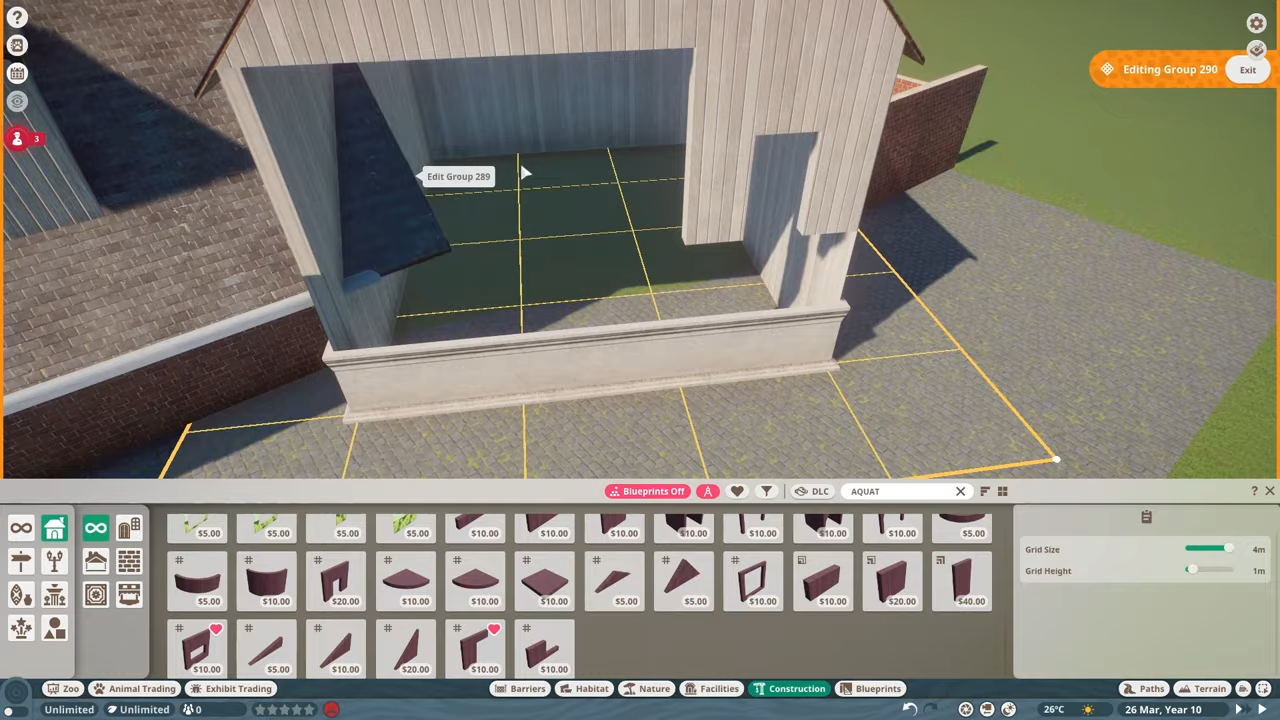 ?
Editing Group 290
Exit
3
Edit Group 289
Blueprints Off
DLC
AQUAT
?
$5.00
$5.00
$5.00
$10.00
$10.00
$10.00
$10.00
$10.00
$10.00
$10.00
$10.00
$5.00
$5.00
$10.00
$20.00
$10.00
$10.00
$10.00
$5.00
$5.00
$10.00
$10.00
$20.00
$40.00
$10.00
$5.00
$10.00
$20.00
$10.00
$10.00
Grid Size
4m
Grid Height
1m
Zoo
Animal Trading
Exhibit Trading
Barriers
Habitat
Nature
Facilities
Construction
Blueprints
Paths
Terrain
Unlimited
Unlimited
0
26°C
26 Mar, Year 10